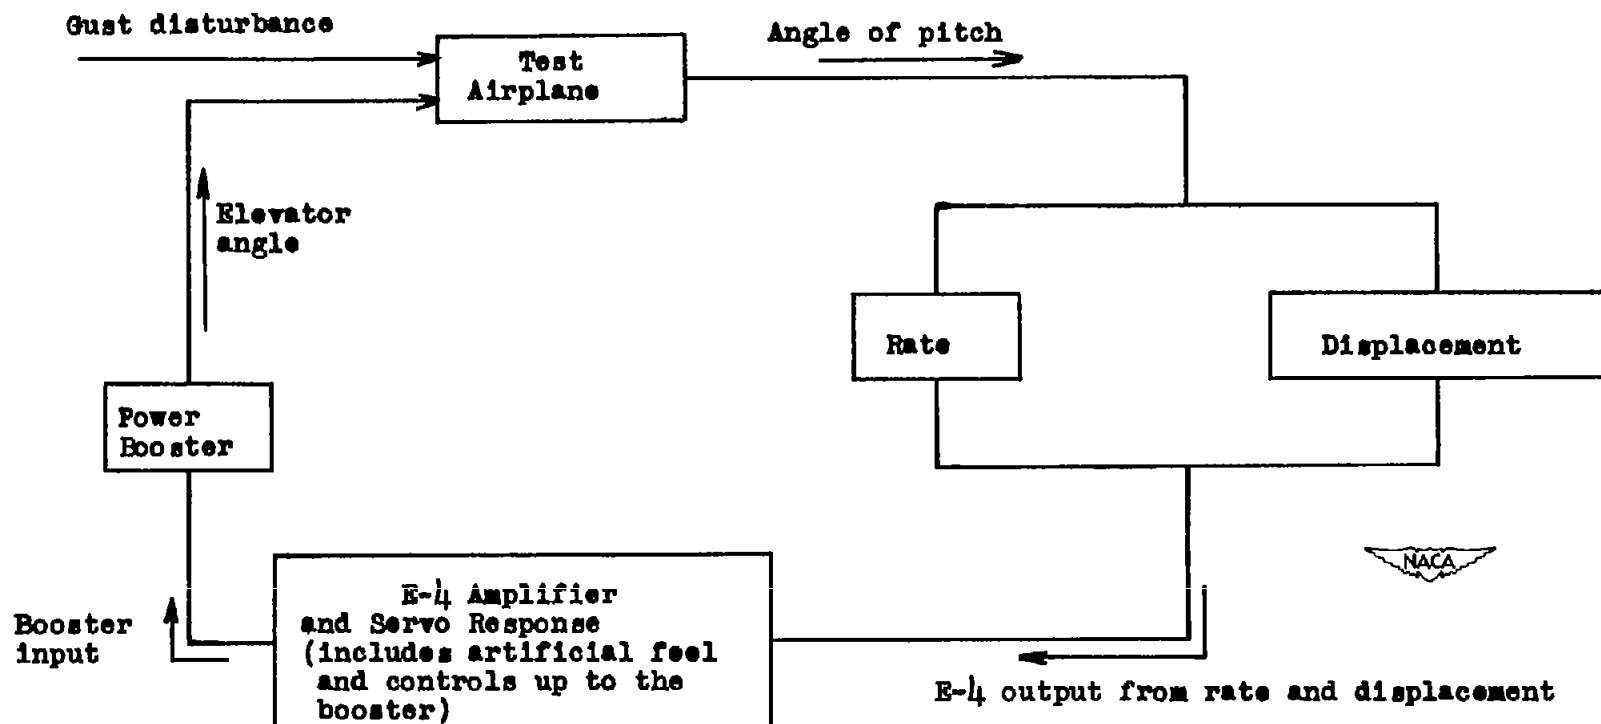 Gust disturbance
Test
Airplane
Angle of pitch
Elevator
angle
Rate
Displacement
Power
Booster
NACA
E-4 Amplifier
and Servo Response
(includes artificial feel
and controls up to the
booster)
Booster
input
E-4 output from rate and displacement